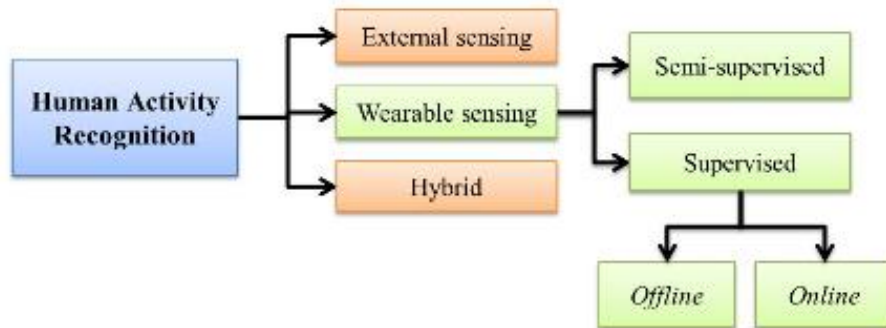 External sensing
Human Activity
Recognition
Wearable sensing
Hybrid
Semi-supervised
Supervised
Offline
Online